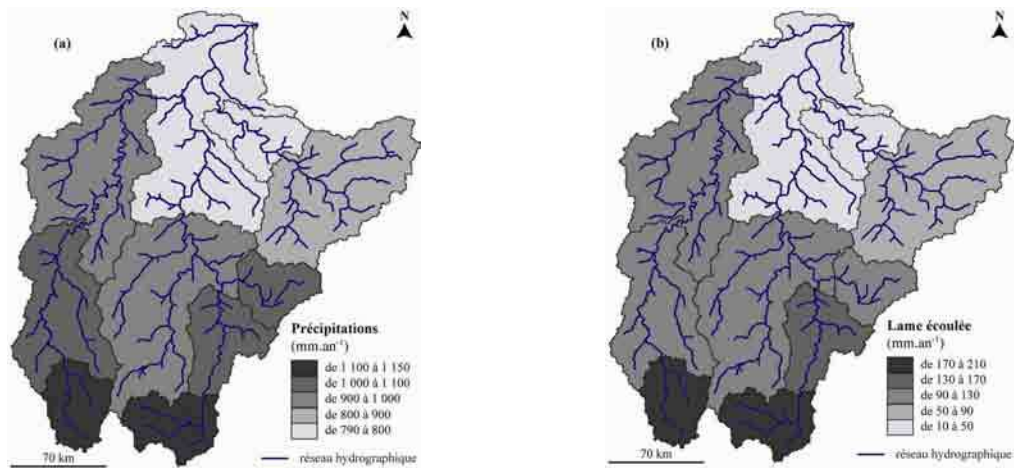 (a)
N
Précipitations
(mm.an⁻¹)
de 1 100 à 1 150
de 1 000 à 1 100
de 900 à 1 000
de 800 à 900
de 790 à 800
70 km
réseau hydrographique
(b)
N
Lame écoulée
(mm.an⁻¹)
de 170 à 210
de 130 à 170
de 90 à 130
de 50 à 90
de 10 à 50
70 km
réseau hydrographique